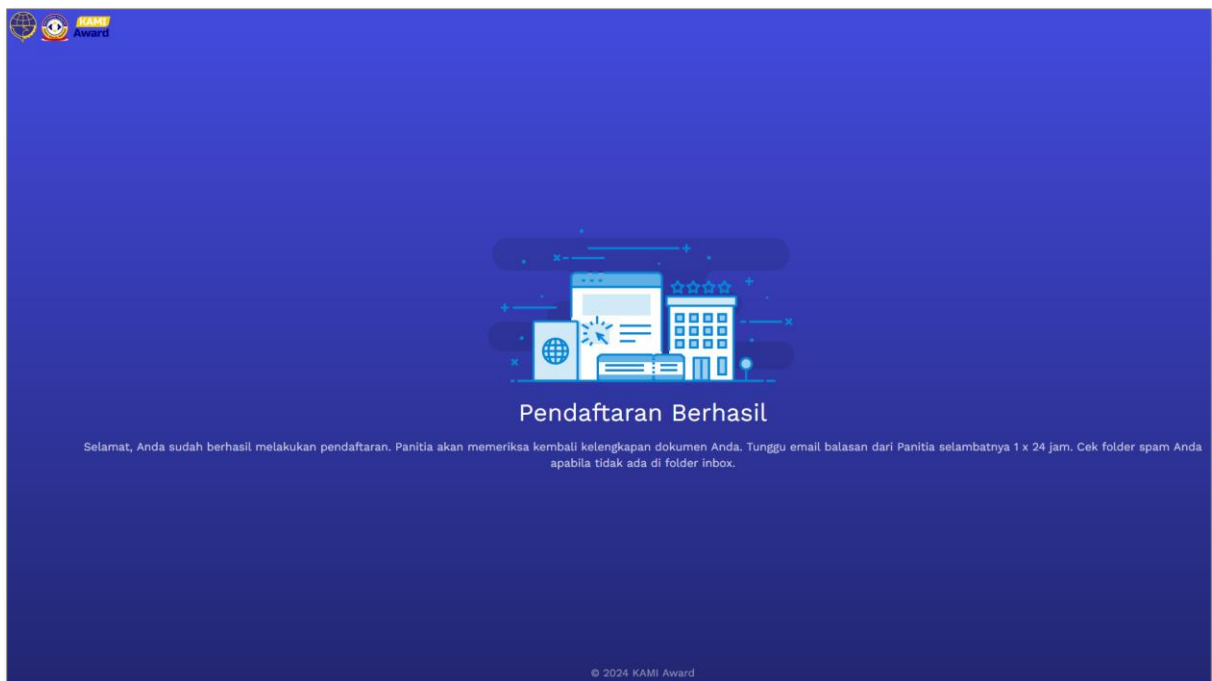 KAMI
Award
Pendaftaran Berhasil
Selamat, Anda sudah berhasil melakukan pendaftaran. Panitia akan memeriksa kembali kelengkapan dokumen Anda. Tunggu email balasan dari Panitia selambatnya 1 x 24 jam. Cek folder spam Anda
apabila tidak ada di folder inbox.
© 2024 KAMI Award